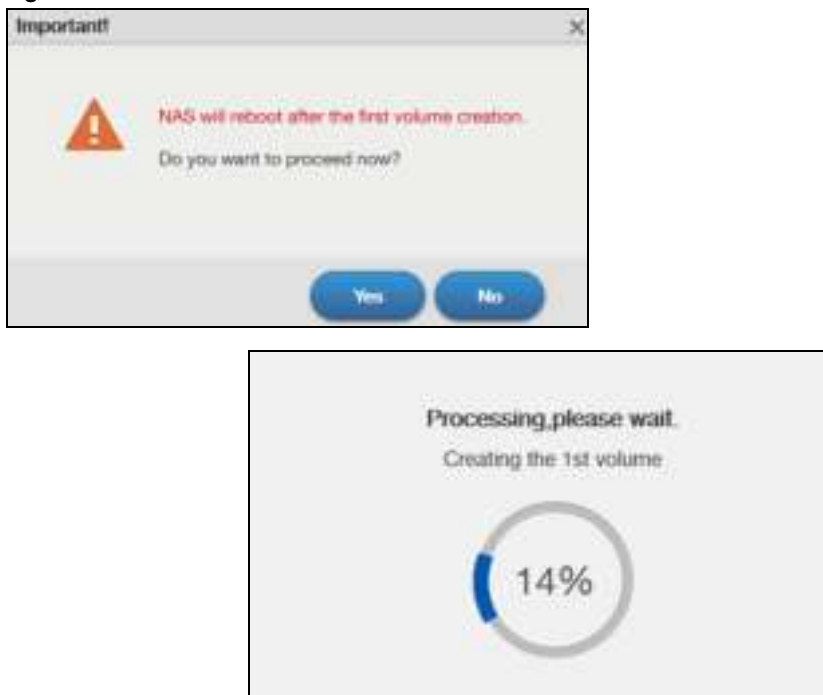 Important!
NAS will reboot after the first volume creation.
Do you want to proceed now?
Yes No
Processing,please wait.
Creating the 1st volume
14%